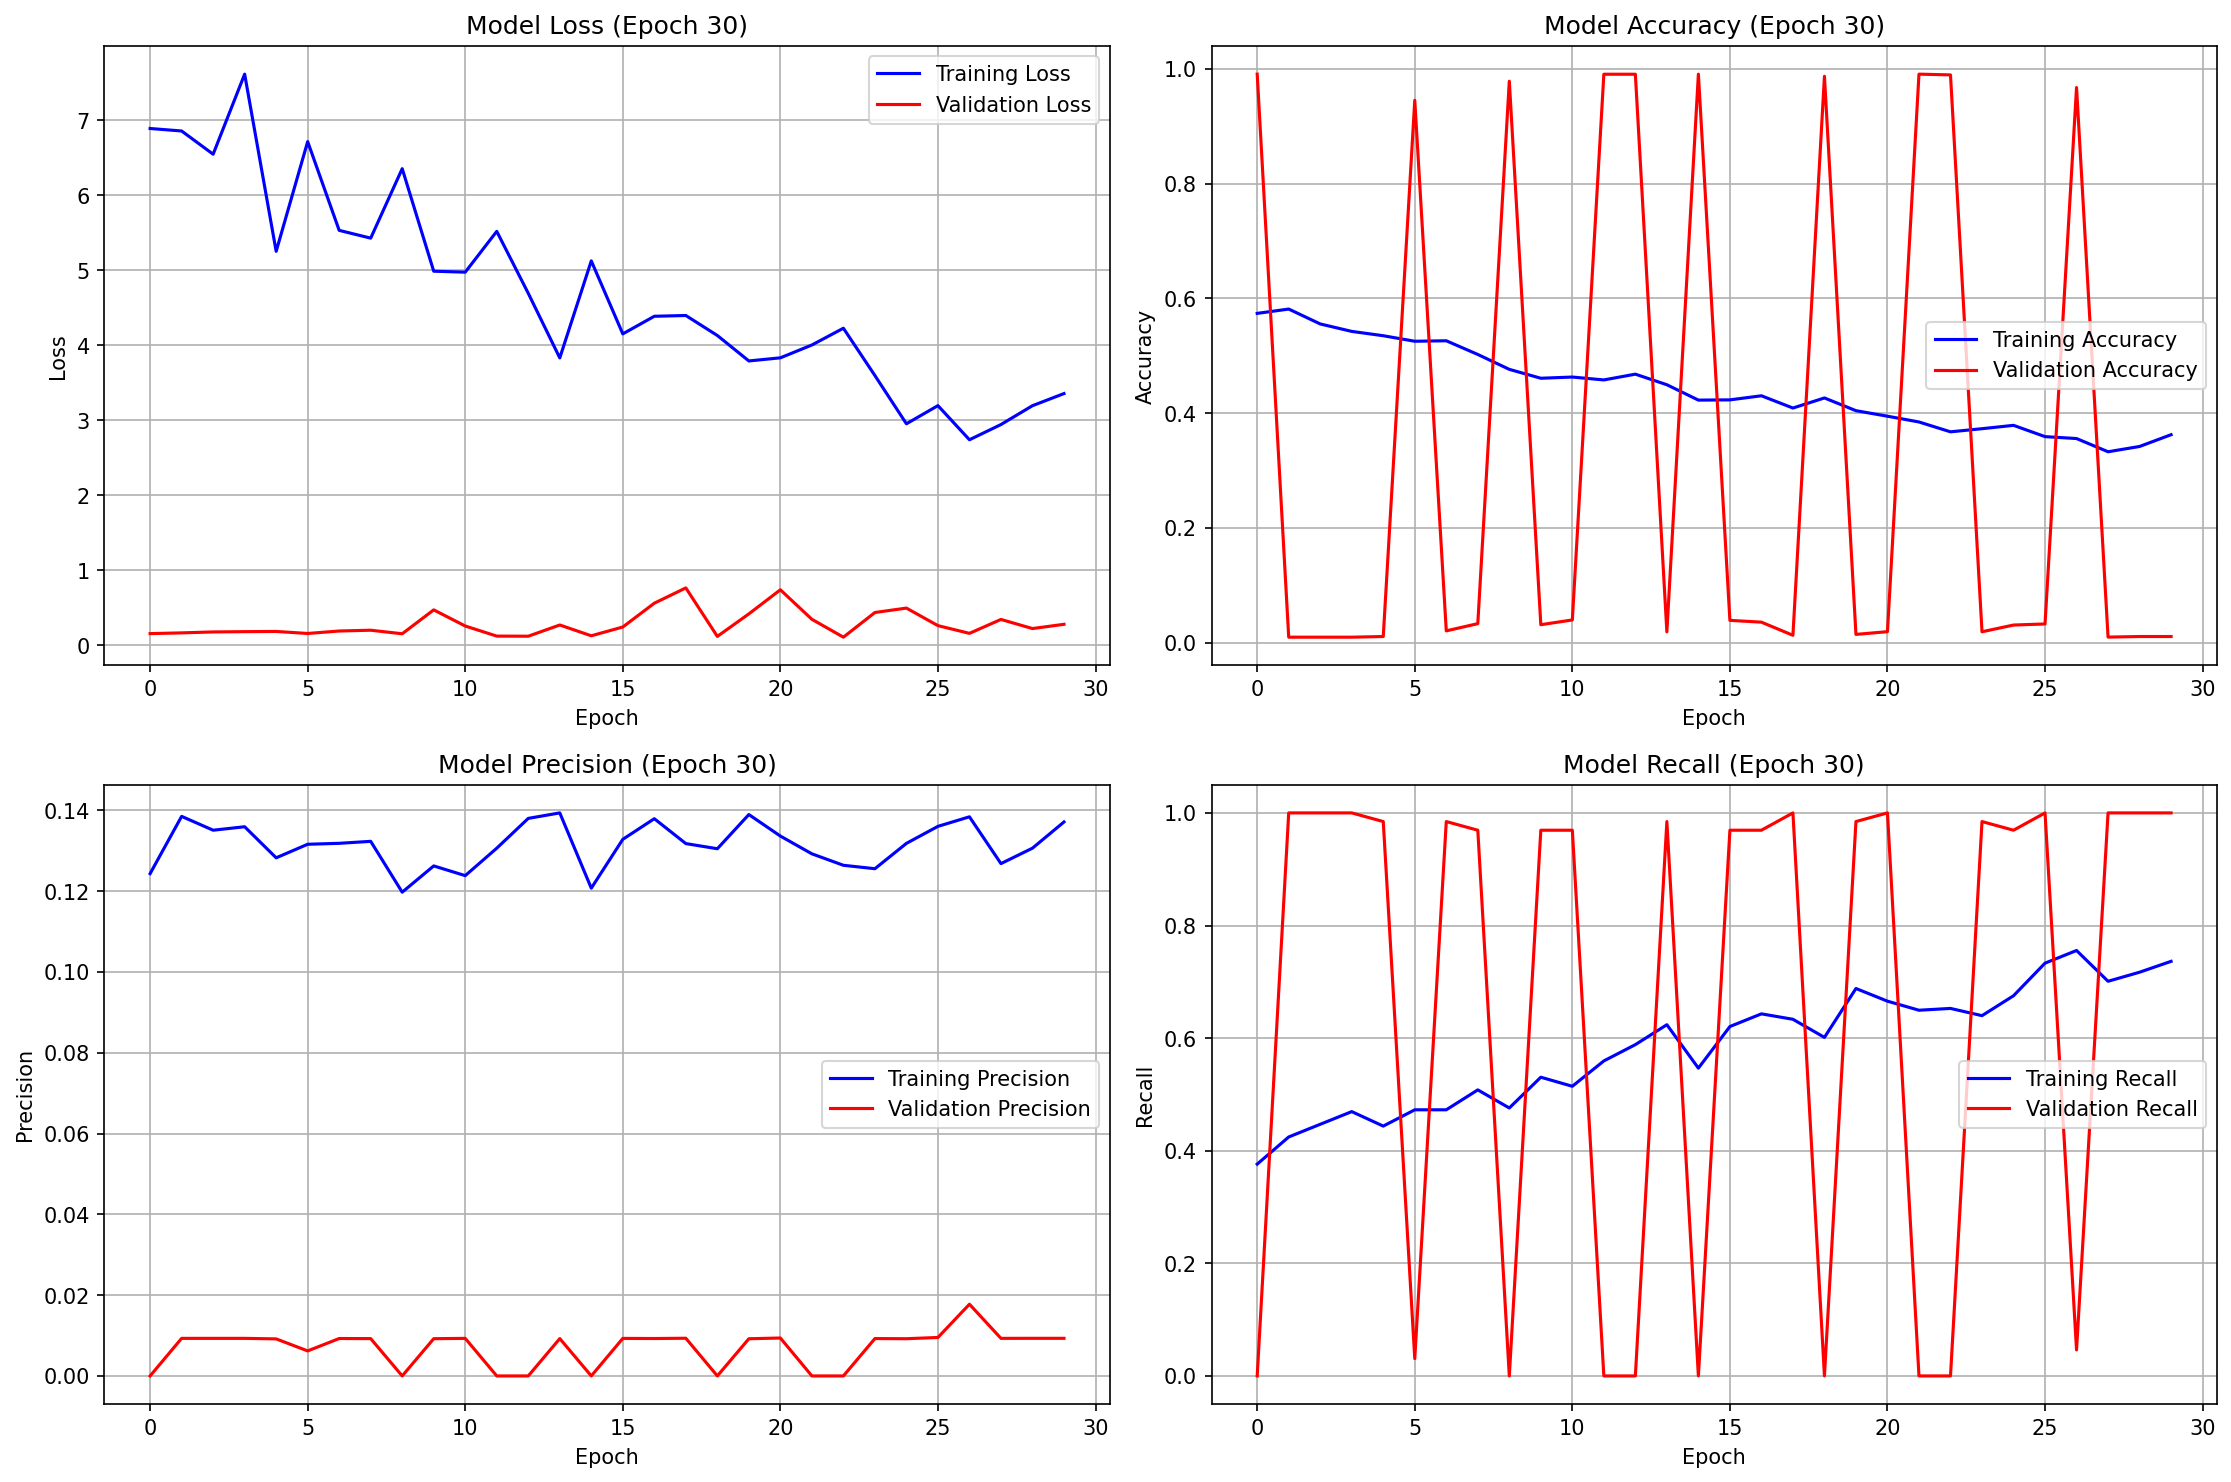 Model Loss (Epoch 30)
Training Loss
Validation Loss
7
6
5
4
3
2
1
0
Loss
0 5 10 15 20 25 30
Epoch
Model Accuracy (Epoch 30)
Training Accuracy
Validation Accuracy
1.0
0.8
0.6
0.4
0.2
0.0
Accuracy
0 5 10 15 20 25 30
Epoch
Model Precision (Epoch 30)
Training Precision
Validation Precision
0.14
0.12
0.10
0.08
0.06
0.04
0.02
0.00
Precision
0 5 10 15 20 25 30
Epoch
Model Recall (Epoch 30)
Training Recall
Validation Recall
1.0
0.8
0.6
0.4
0.2
0.0
Recall
0 5 10 15 20 25 30
Epoch